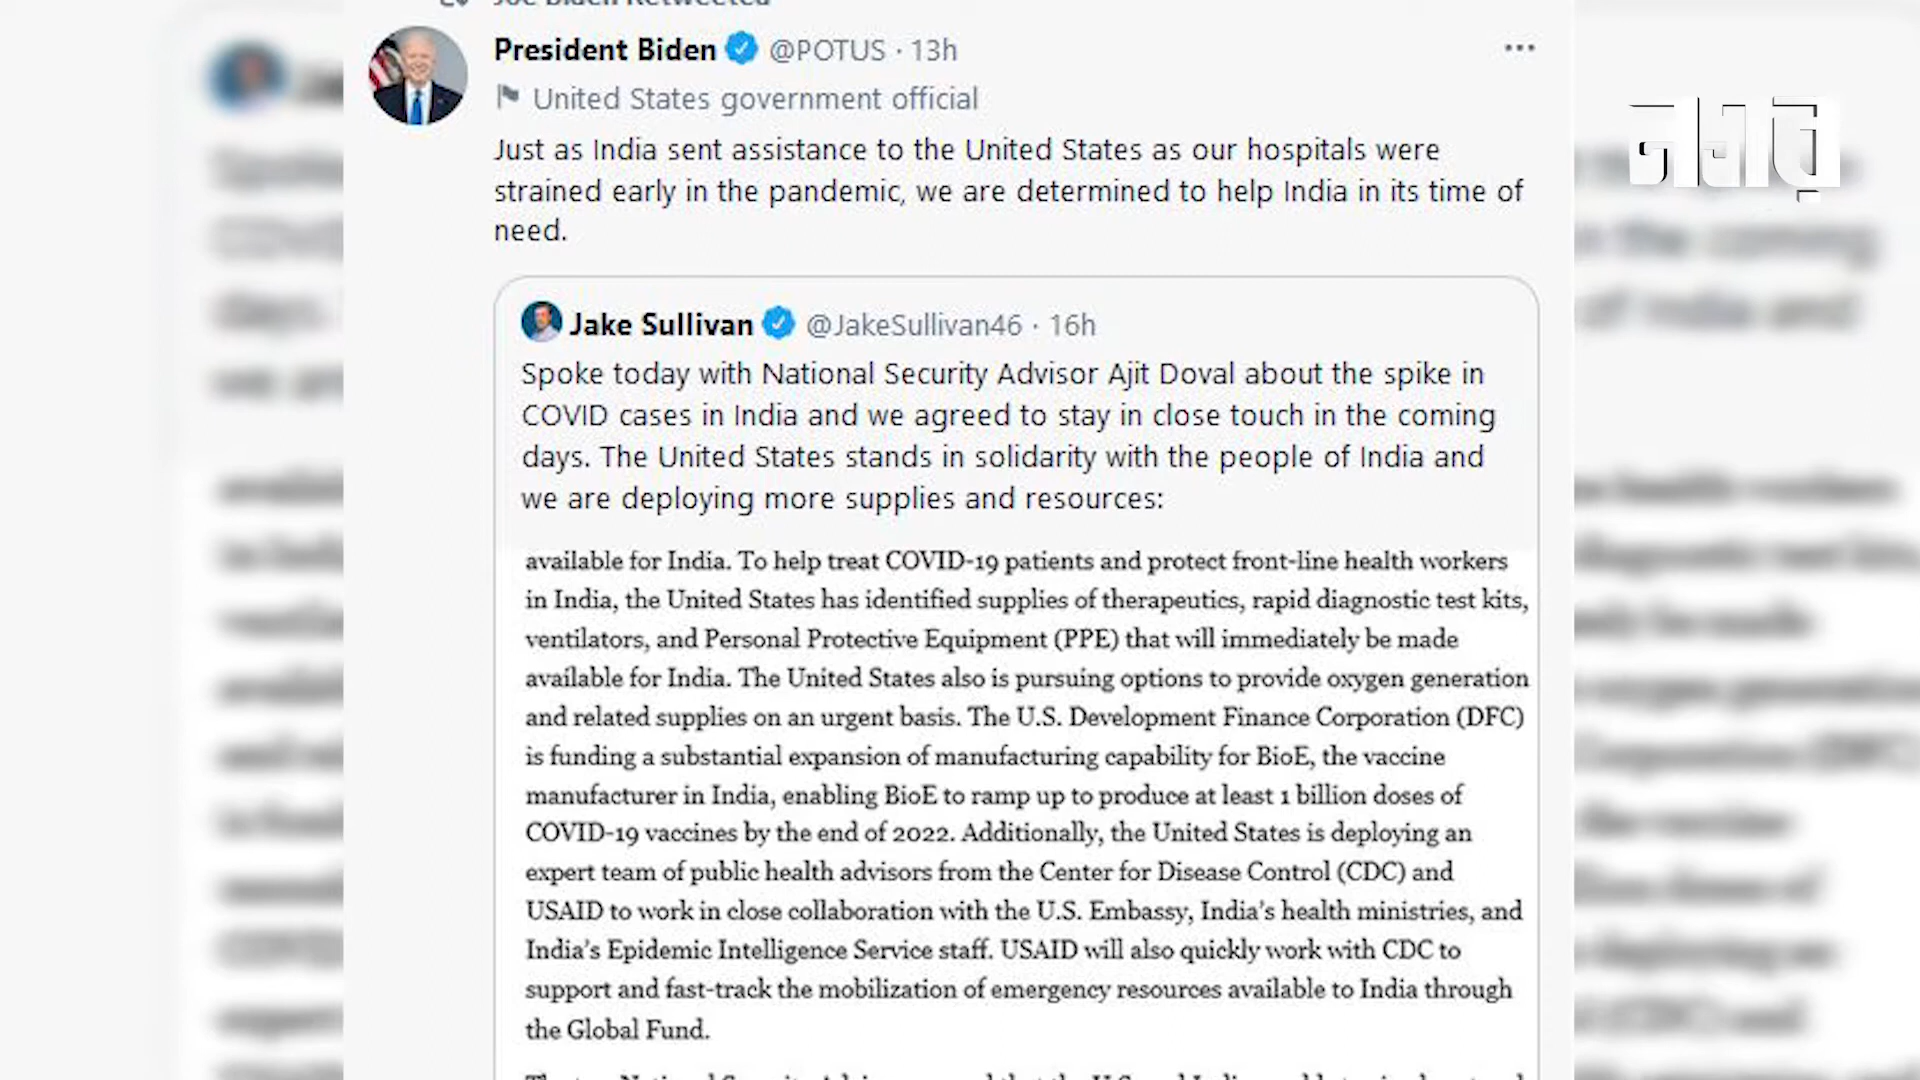 Joe Biden Retweeted
President Biden @POTUS · 13h
United States government official
Just as India sent assistance to the United States as our hospitals were
strained early in the pandemic, we are determined to help India in its time of
need.
Jake Sullivan @JakeSullivan46 · 16h
Spoke today with National Security Advisor Ajit Doval about the spike in
COVID cases in India and we agreed to stay in close touch in the coming
days. The United States stands in solidarity with the people of India and
we are deploying more supplies and resources:
available for India. To help treat COVID-19 patients and protect front-line health workers
in India, the United States has identified supplies of therapeutics, rapid diagnostic test kits,
ventilators, and Personal Protective Equipment (PPE) that will immediately be made
available for India. The United States also is pursuing options to provide oxygen generation
and related supplies on an urgent basis. The U.S. Development Finance Corporation (DFC)
is funding a substantial expansion of manufacturing capability for BioE, the vaccine
manufacturer in India, enabling BioE to ramp up to produce at least 1 billion doses of
COVID-19 vaccines by the end of 2022. Additionally, the United States is deploying an
expert team of public health advisors from the Center for Disease Control (CDC) and
USAID to work in close collaboration with the U.S. Embassy, India's health ministries, and
India's Epidemic Intelligence Service staff. USAID will also quickly work with CDC to
support and fast-track the mobilization of emergency resources available to India through
the Global Fund.